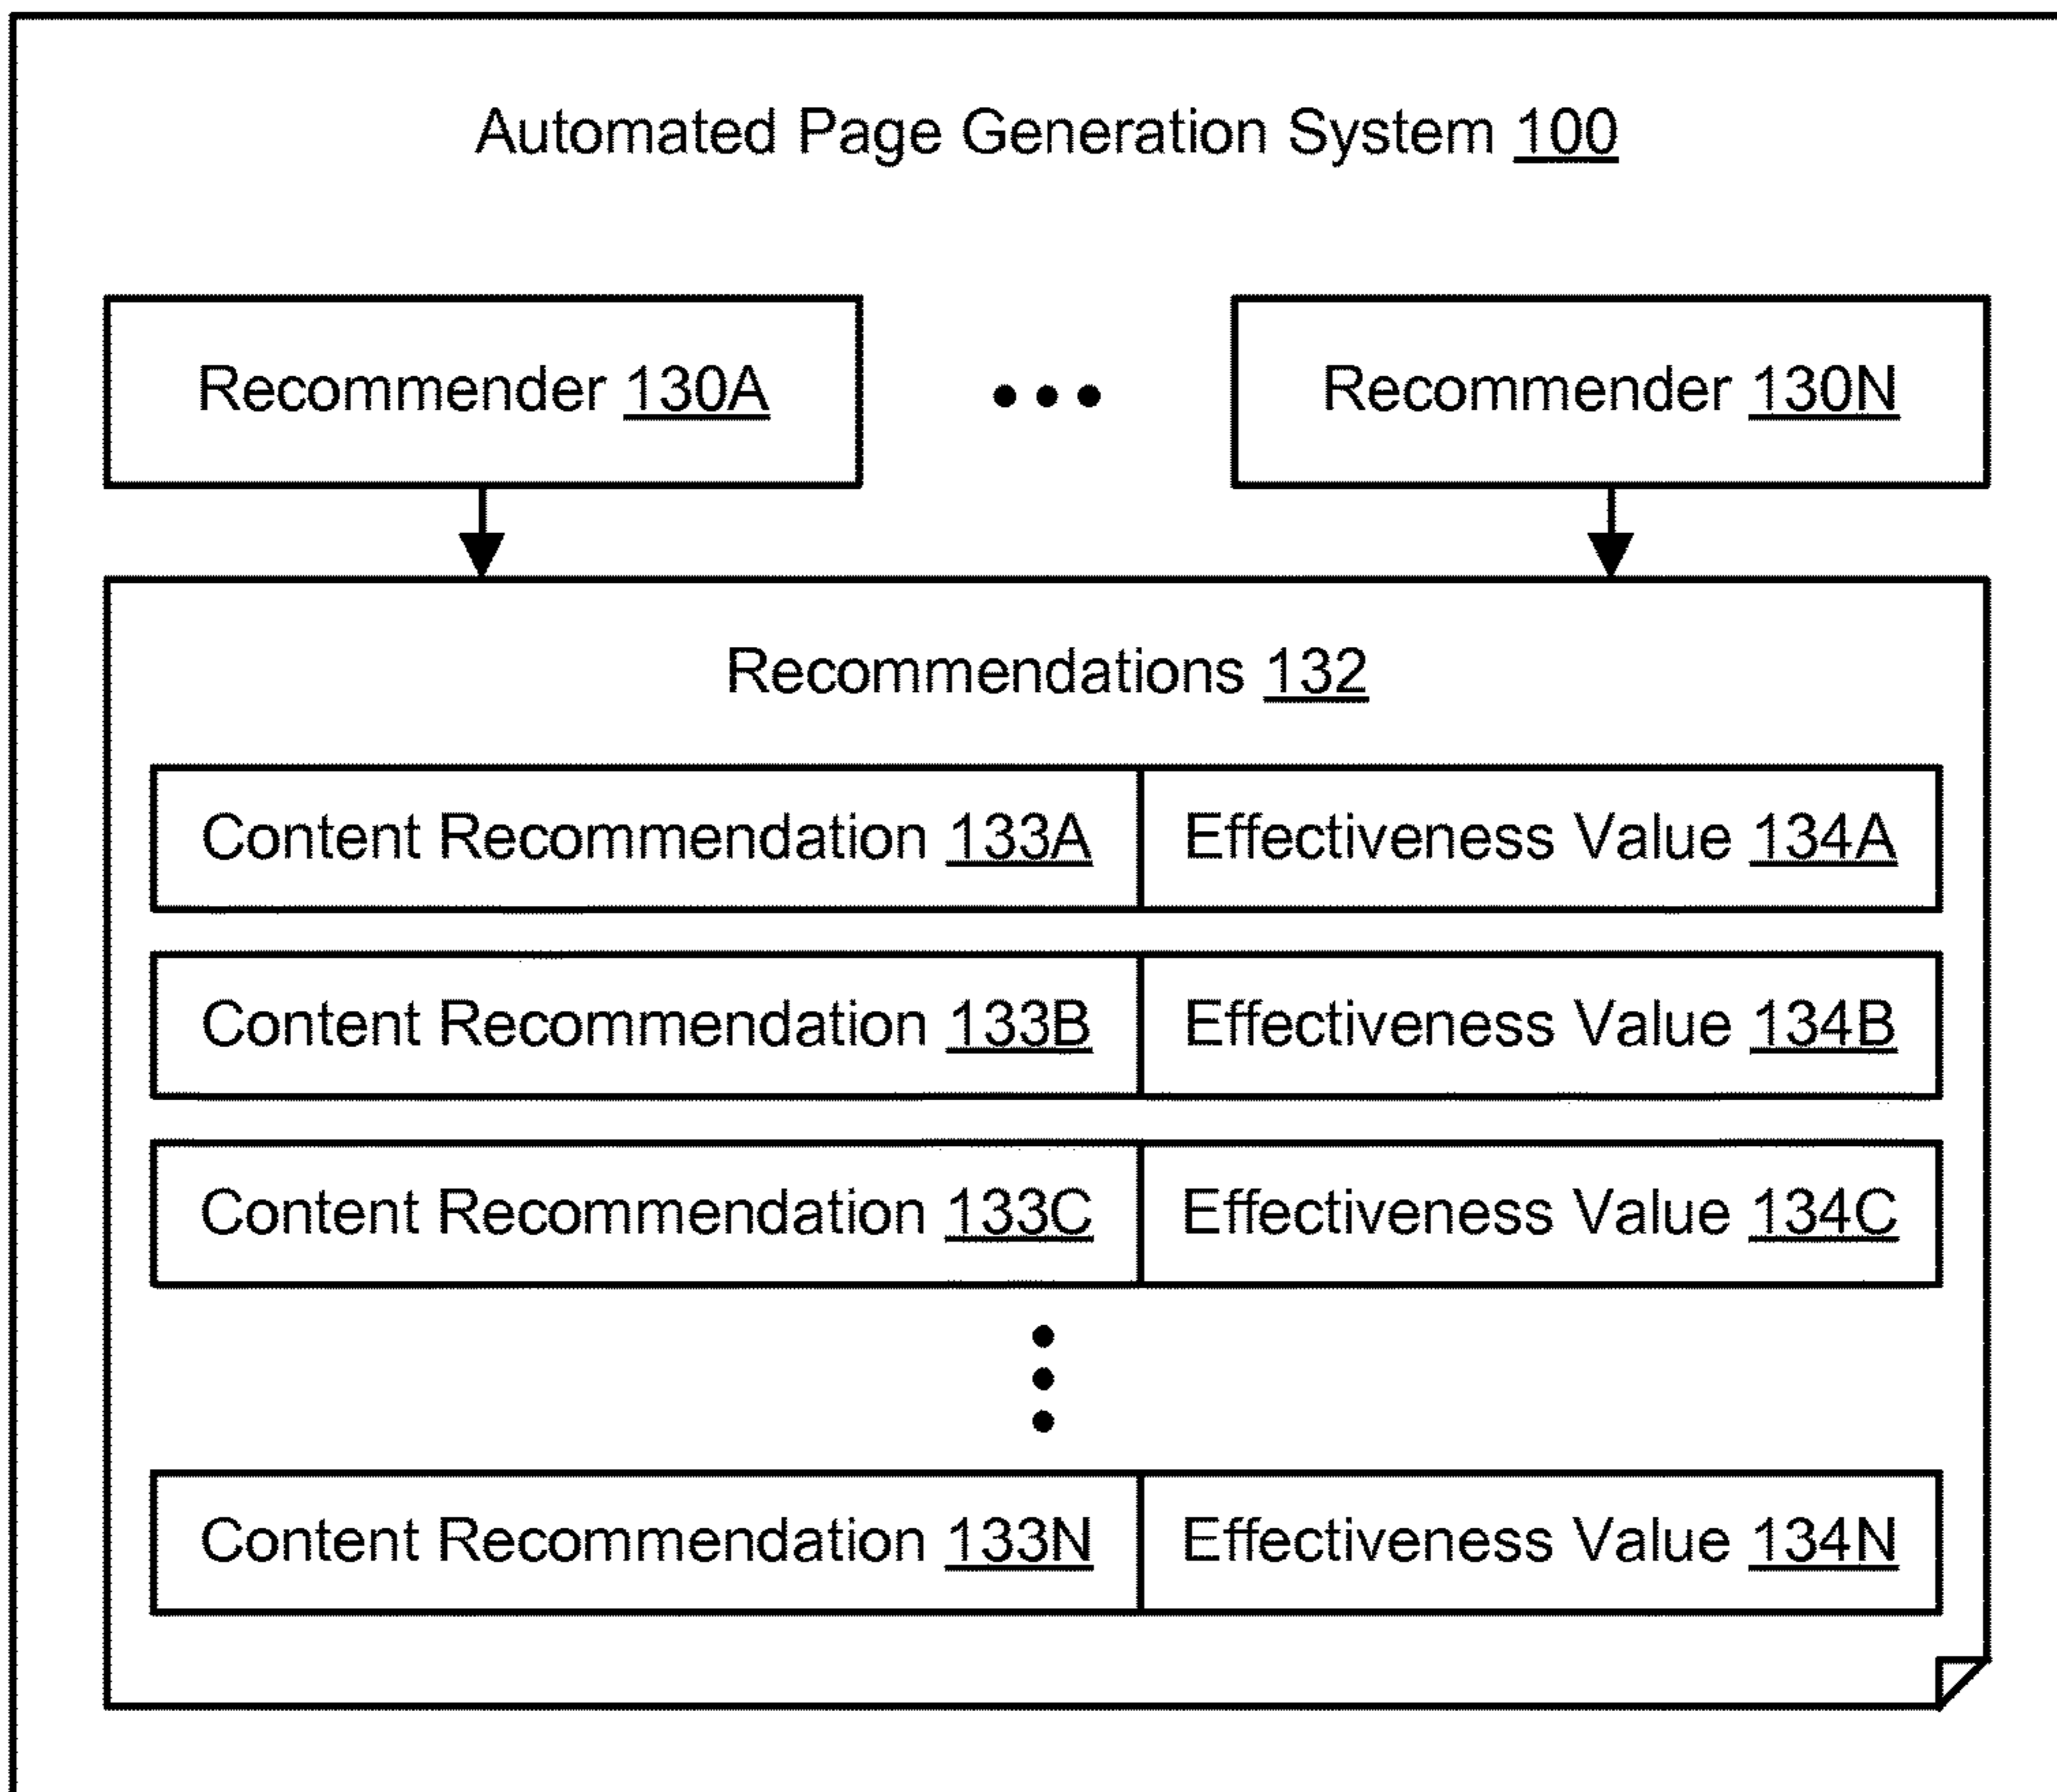 Automated Page Generation System 100
Recommender 130A
Recommender 130N
Recommendations 132
Content Recommendation 133A Effectiveness Value 134A
Content Recommendation 133B Effectiveness Value 134B
Content Recommendation 133C Effectiveness Value 134C
Content Recommendation 133N Effectiveness Value 134N